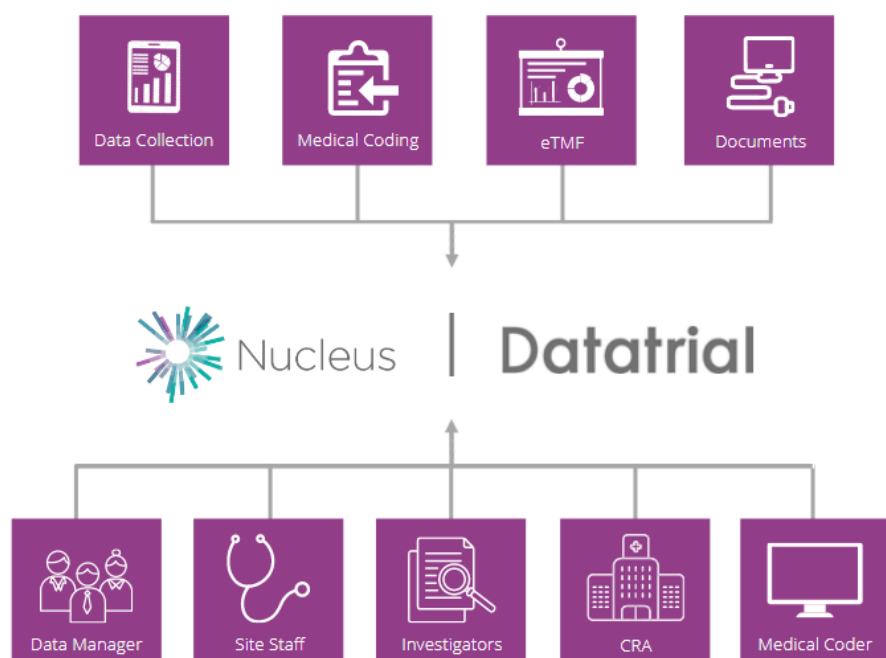 Data Collection
Medical Coding
eTMF
Documents
Nucleus | Datatrial
Data Manager
Site Staff
Investigators
CRA
Medical Coder